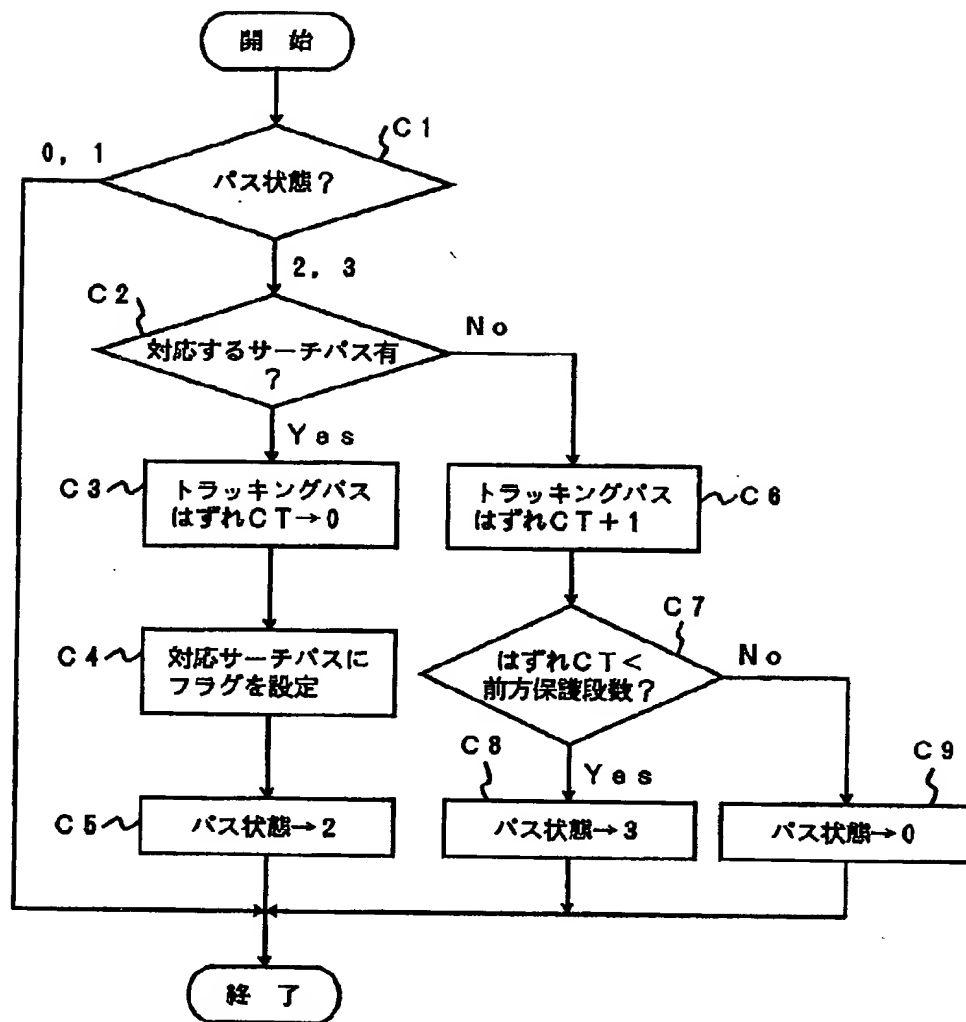 開 始
C1
0, 1
パス状態?
2, 3
C2
No
対応するサーチパス有
?
Yes
C3
トラッキングパス
はずれCT→0
トラッキングパス
はずれCT+1
C6
C4
対応サーチパスに
フラグを設定
C7
はずれCT<
前方保護段数?
No
C8
Yes
C9
C5
パス状態→2
パス状態→3
パス状態→0
終 了